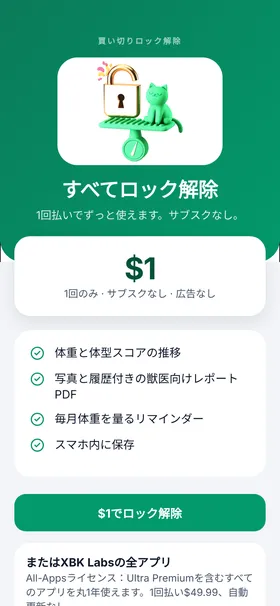 買い切りロック解除
すべてロック解除
1回払いでずっと使えます。サブスクなし。
$1
1回のみ · サブスクなし · 広告なし
体重と体型スコアの推移
写真と履歴付きの獣医向けレポート
PDF
毎月体重を量るリマインダー
スマホ内に保存
$1でロック解除
またはXBK Labsの全アプリ
All-Appsライセンス：Ultra Premiumを含むすべて
のアプリを丸1年使えます。1回払い$49.99、自動
更新なし